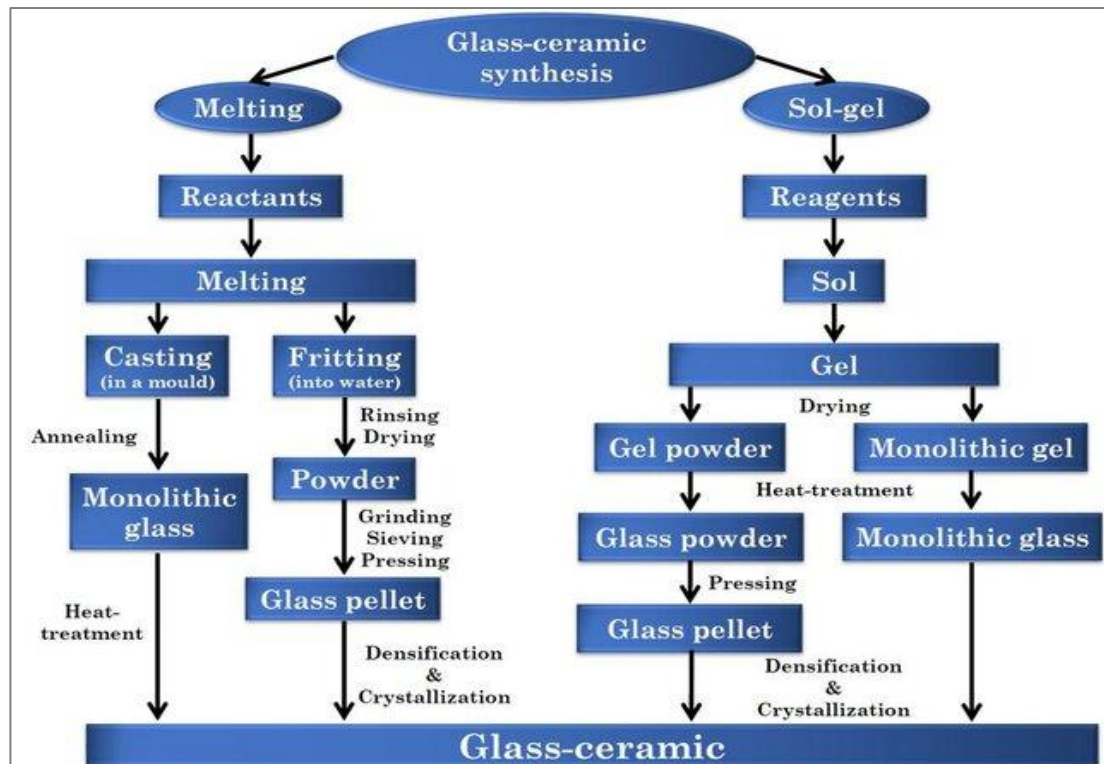 Glass-ceramic
synthesis
Melting
Sol-gel
Reactants
Reagents
Melting
Sol
Casting
(in a mould)
Fritting
(into water)
Gel
Annealing
Rinsing
Drying
Drying
Gel powder
Monolithic gel
Monolithic
glass
Powder
Heat-treatment
Grinding
Sieving
Pressing
Glass powder
Monolithic glass
Pressing
Glass pellet
Heat-
treatment
Glass pellet
Densification
&
Crystallization
Densification
&
Crystallization
Glass-ceramic